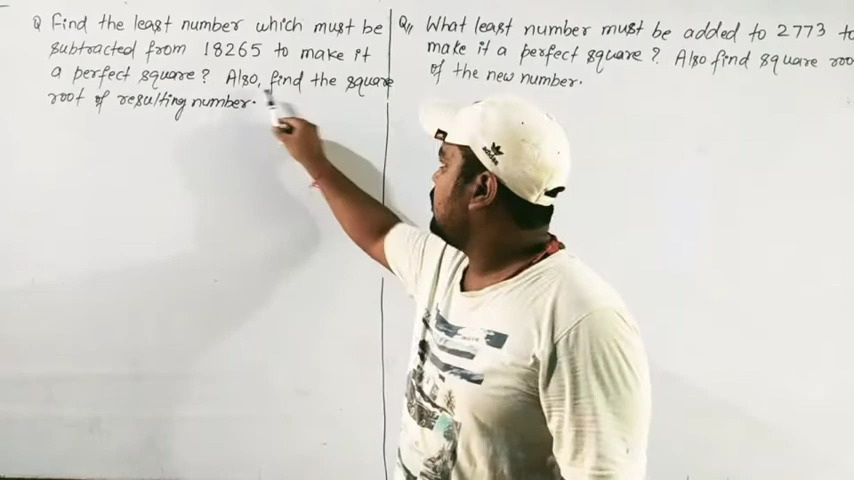 Q Find the least number which must be
subtracted from 18265 to make it
a perfect square? Also, find the square
root of resulting number.
Q,, What least number must be added to 2773 to
make it a perfect square? Also find square roo
of the new number.
adidas